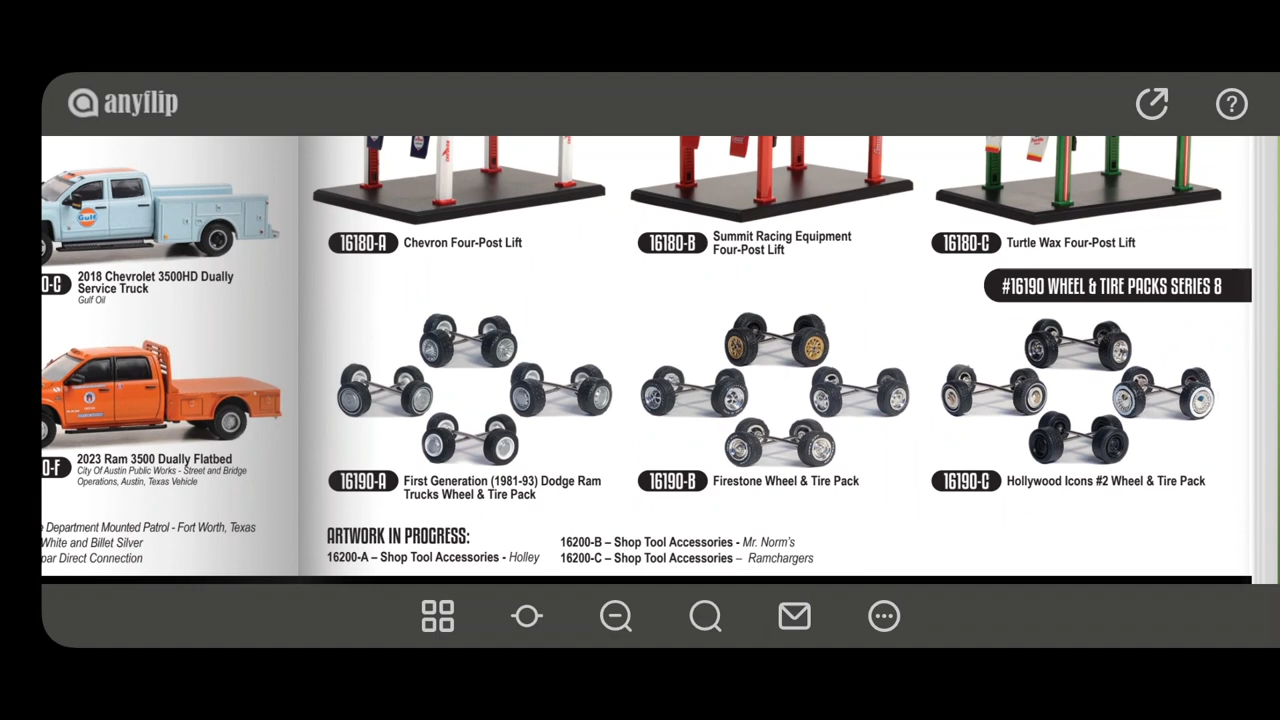 anyflip
16180-A Chevron Four-Post Lift
16180-B Summit Racing Equipment
Four-Post Lift
16180-C Turtle Wax Four-Post Lift
Gulf
0-C 2018 Chevrolet 3500HD Dually
Service Truck
Gulf Oil
#16190 WHEEL & TIRE PACKS SERIES 8
0-F 2023 Ram 3500 Dually Flatbed
City Of Austin Public Works - Street and Bridge
Operations, Austin, Texas Vehicle
16190-A First Generation (1981-93) Dodge Ram
Trucks Wheel & Tire Pack
16190-B Firestone Wheel & Tire Pack
16190-C Hollywood Icons #2 Wheel & Tire Pack
Department Mounted Patrol - Fort Worth, Texas
White and Billet Silver
par Direct Connection
ARTWORK IN PROGRESS:
16200-A – Shop Tool Accessories - Holley
16200-B – Shop Tool Accessories - Mr. Norm's
16200-C – Shop Tool Accessories – Ramchargers